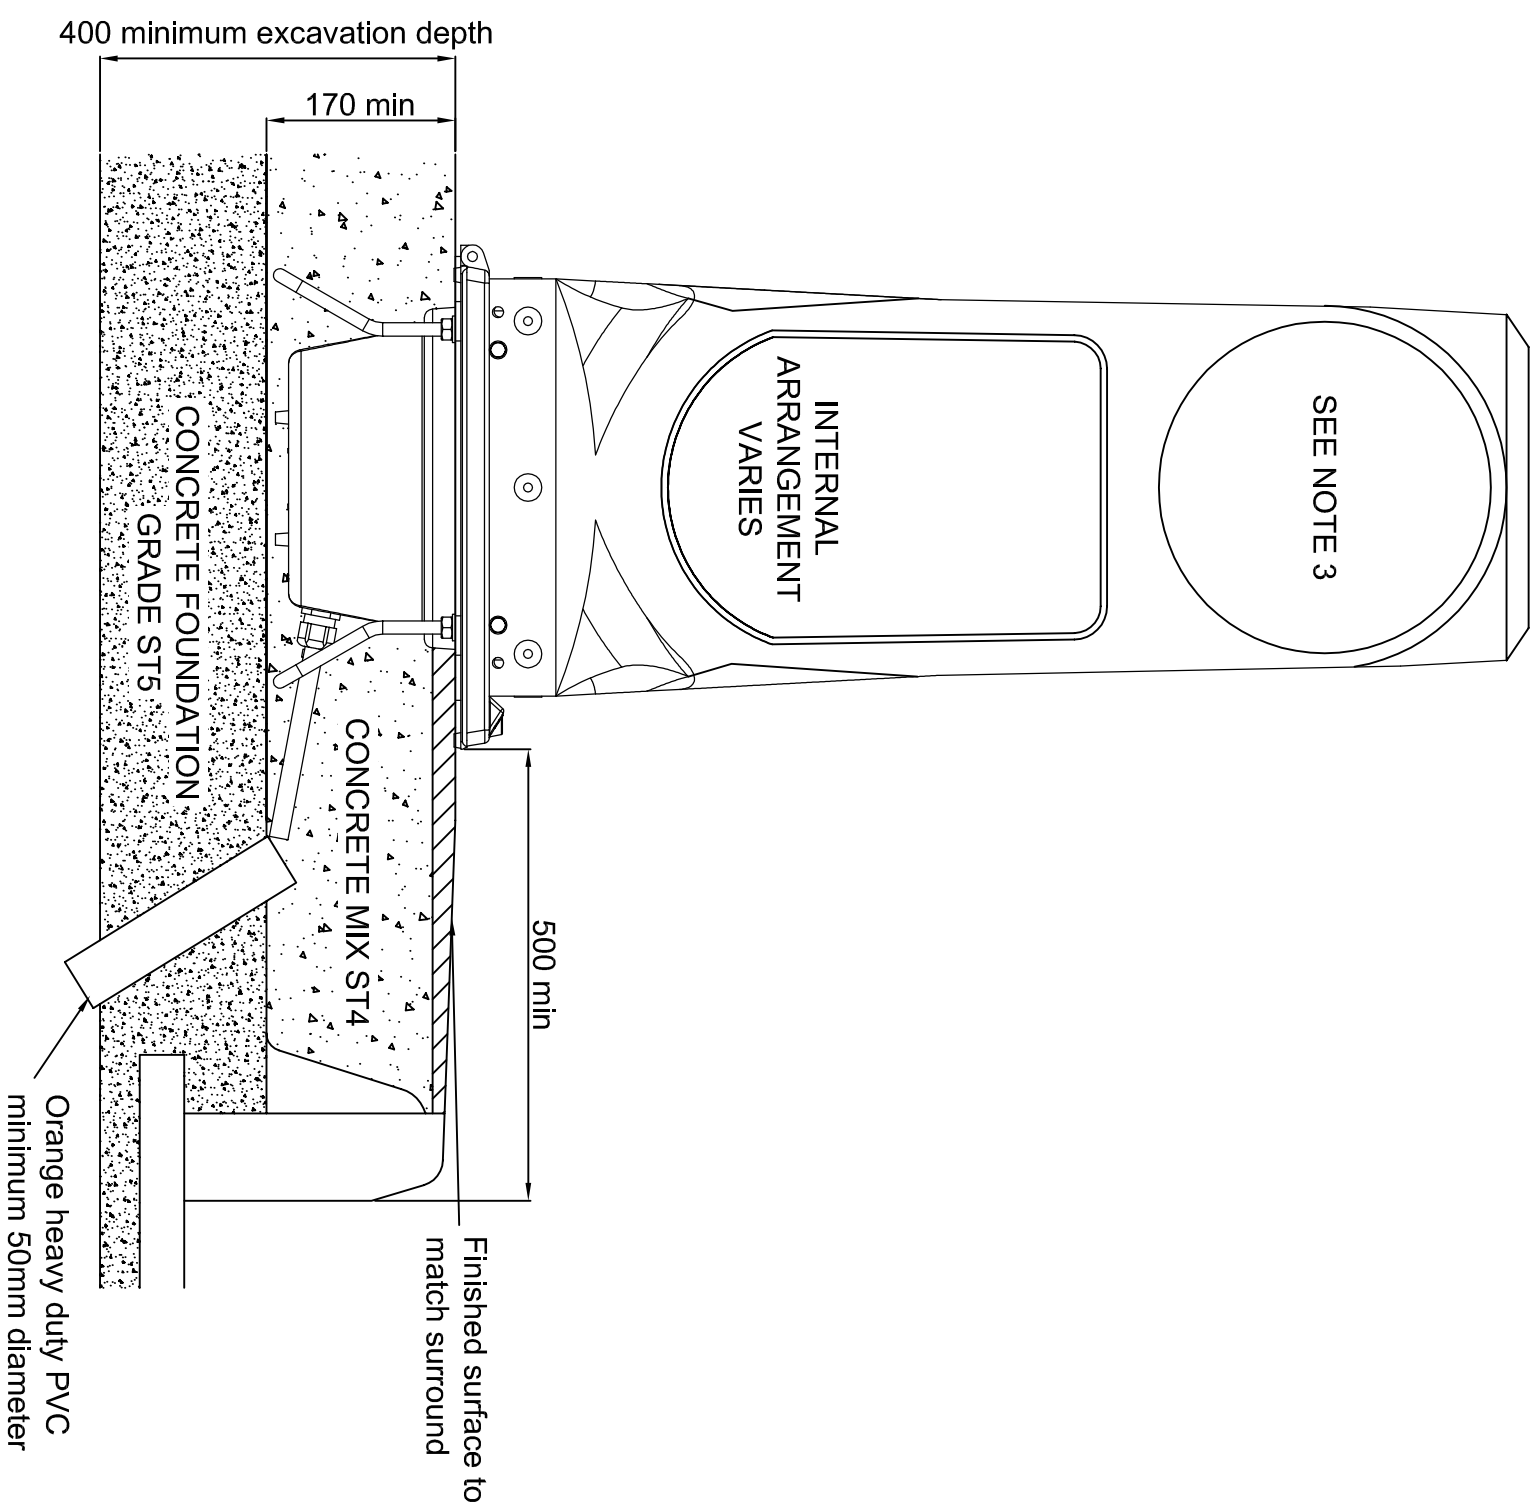 400 minimum excavation depth
170 min
SEE NOTE 3
INTERNAL
ARRANGEMENT
VARIES
500 min
Finished surface to
match surround
CONCRETE MIX ST4
CONCRETE FOUNDATION
GRADE ST5
Orange heavy duty PVC
minimum 50mm diameter